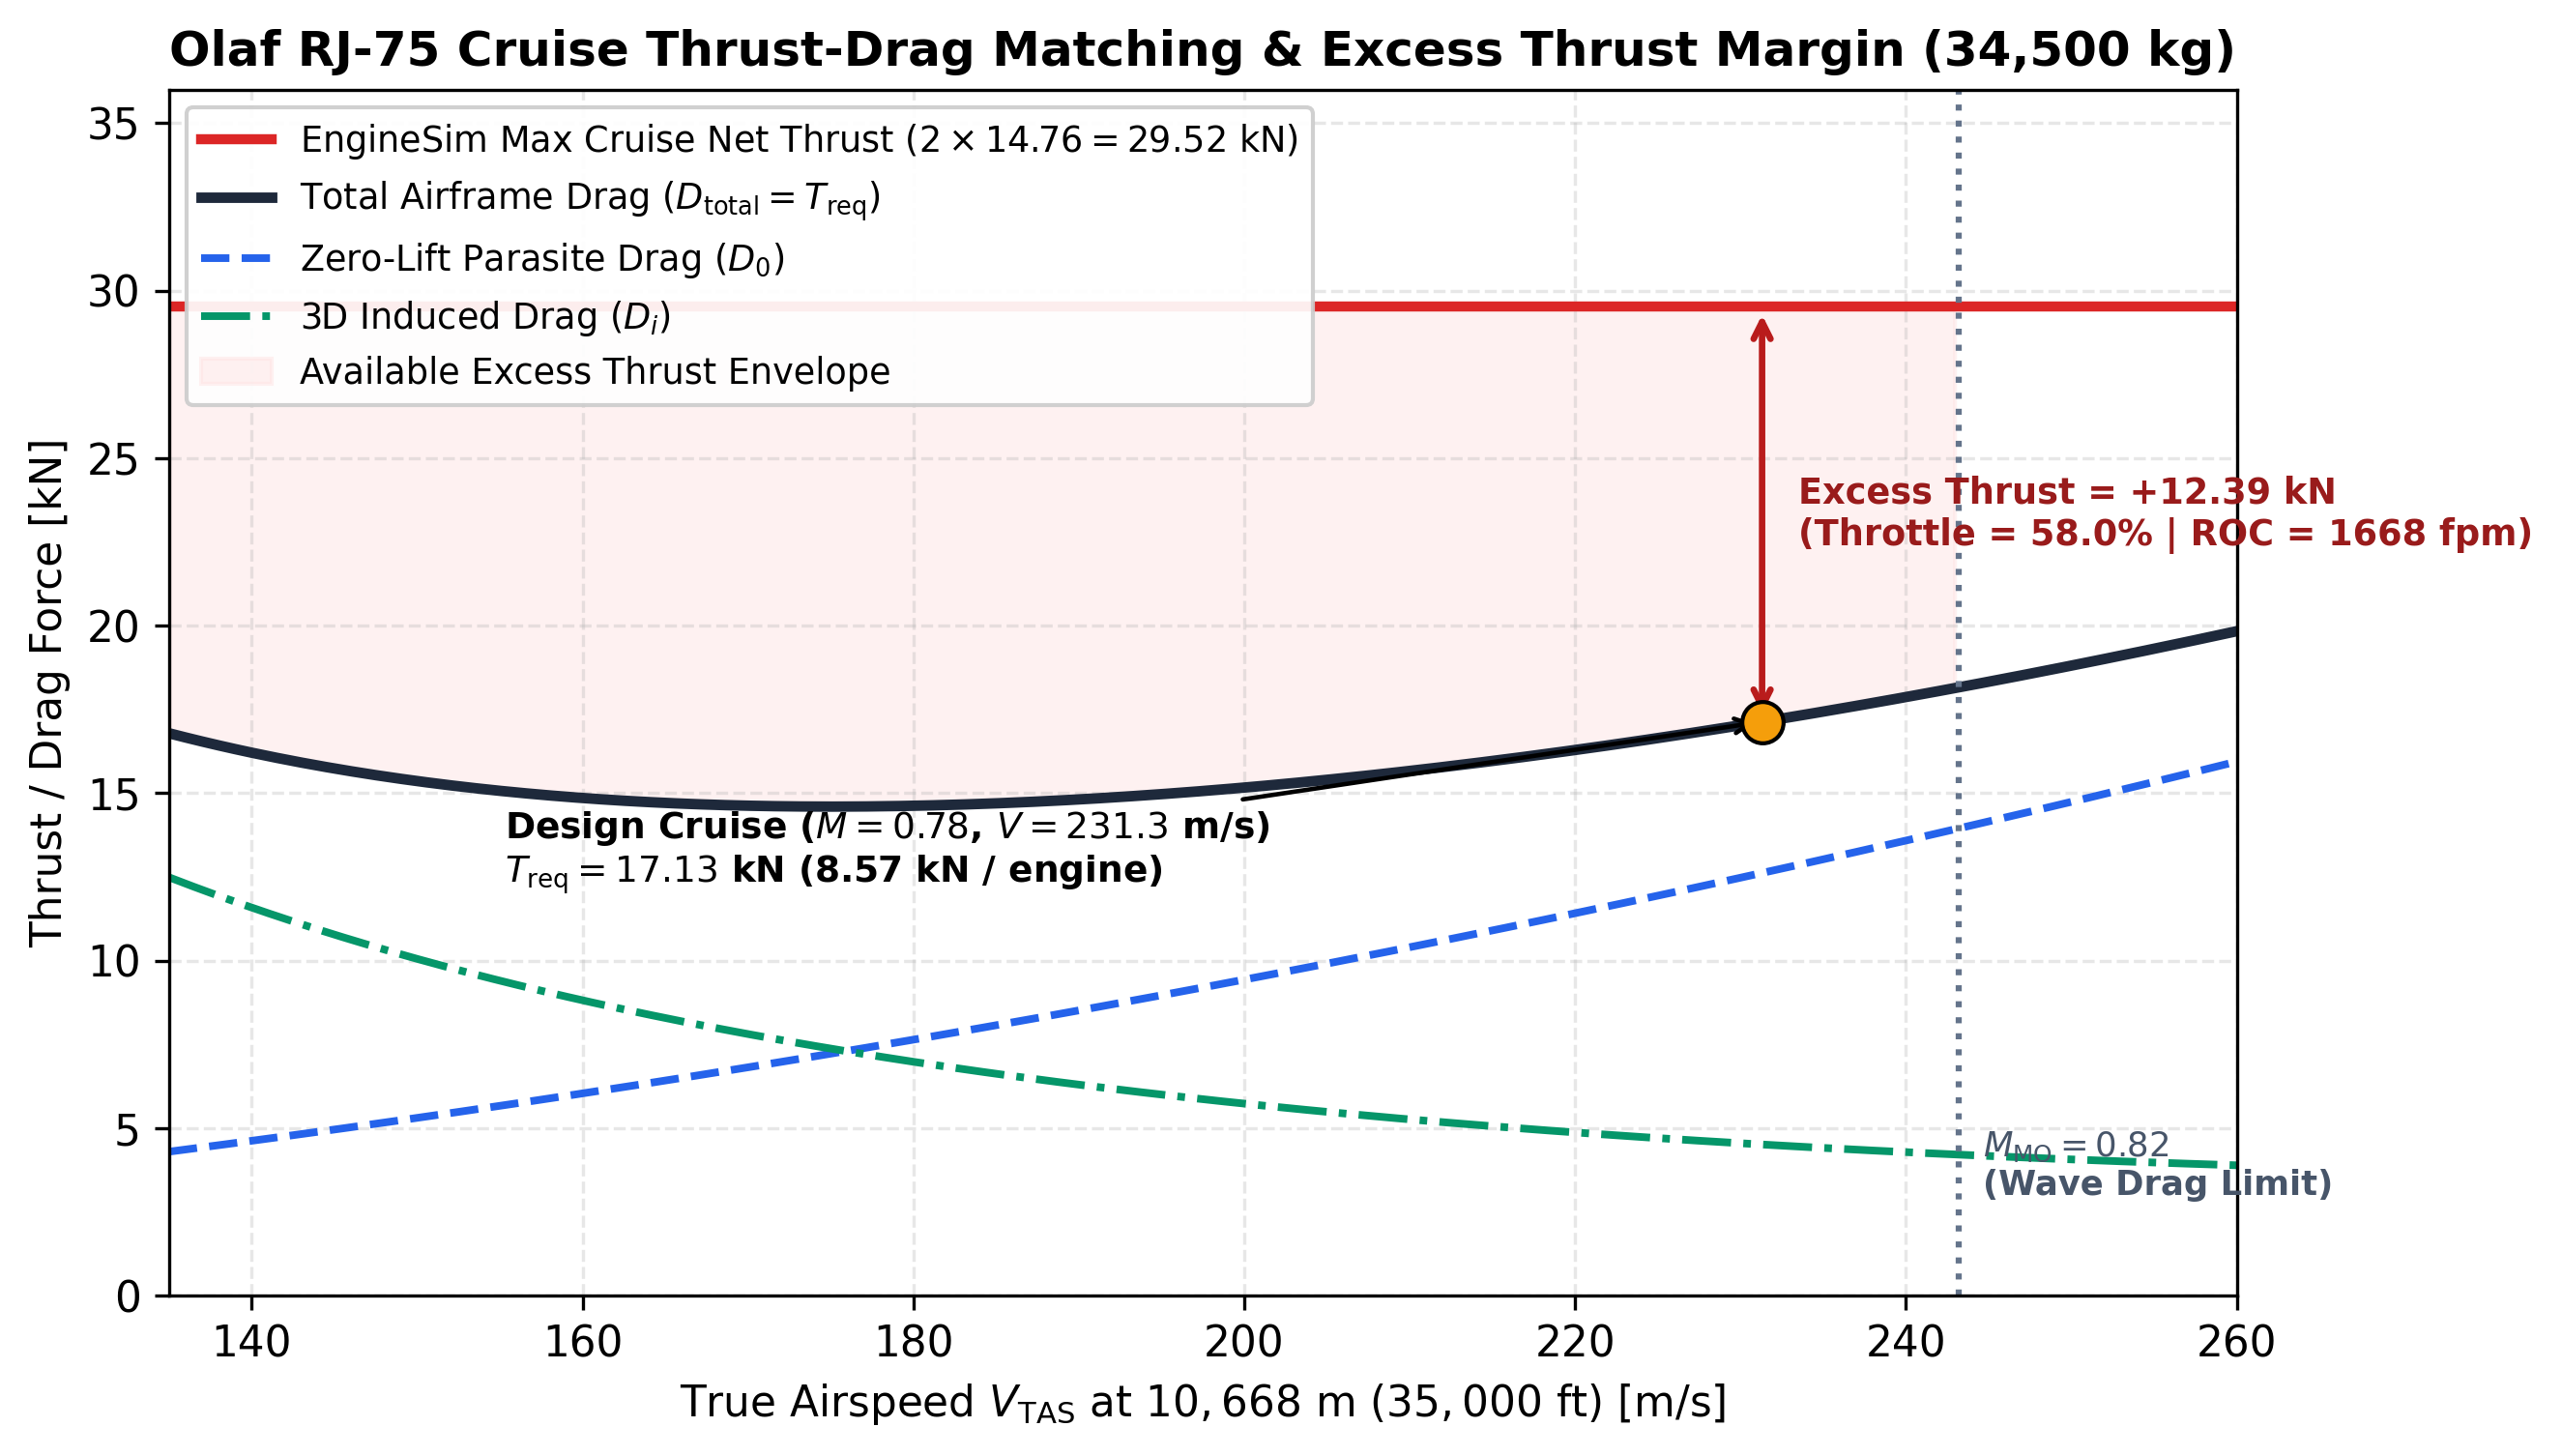 Olaf RJ-75 Cruise Thrust-Drag Matching & Excess Thrust Margin (34,500 kg)
EngineSim Max Cruise Net Thrust (2 × 14.76 = 29.52 kN)
Total Airframe Drag (D_total = T_req)
Zero-Lift Parasite Drag (D_0)
3D Induced Drag (D_i)
Available Excess Thrust Envelope
Thrust / Drag Force [kN]
35
30
25
20
15
10
5
0
Excess Thrust = +12.39 kN
(Throttle = 58.0% | ROC = 1668 fpm)
Design Cruise (M = 0.78, V = 231.3 m/s)
T_req = 17.13 kN (8.57 kN / engine)
M_MO = 0.82
(Wave Drag Limit)
140 160 180 200 220 240 260
True Airspeed V_TAS at 10,668 m (35,000 ft) [m/s]